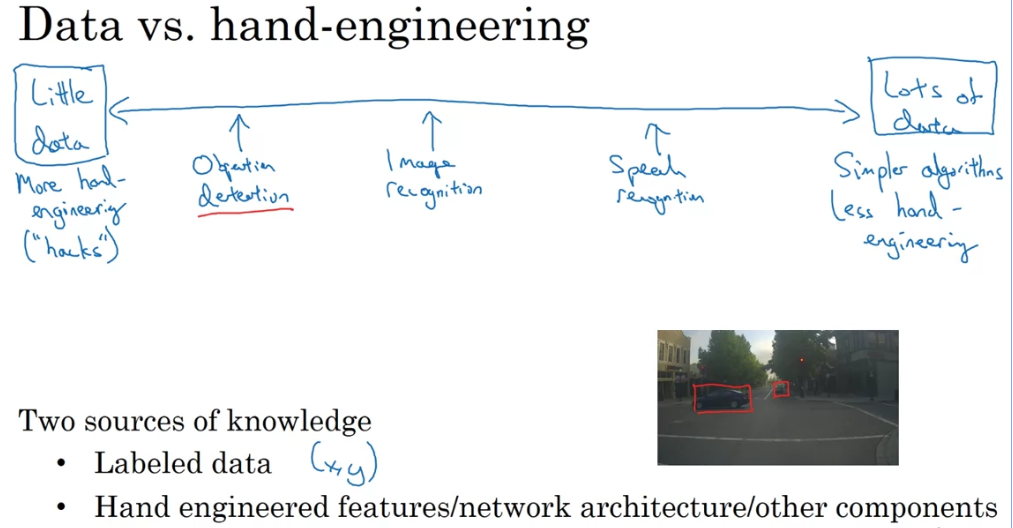 Data vs. hand-engineering
Little
data
Lots of
data
More hand-
engineering
("hacks")
Object
detection
Image
recognition
Speech
recognition
Simpler algorithms
Less hand-
engineering
Two sources of knowledge
• Labeled data (x,y)
• Hand engineered features/network architecture/other components